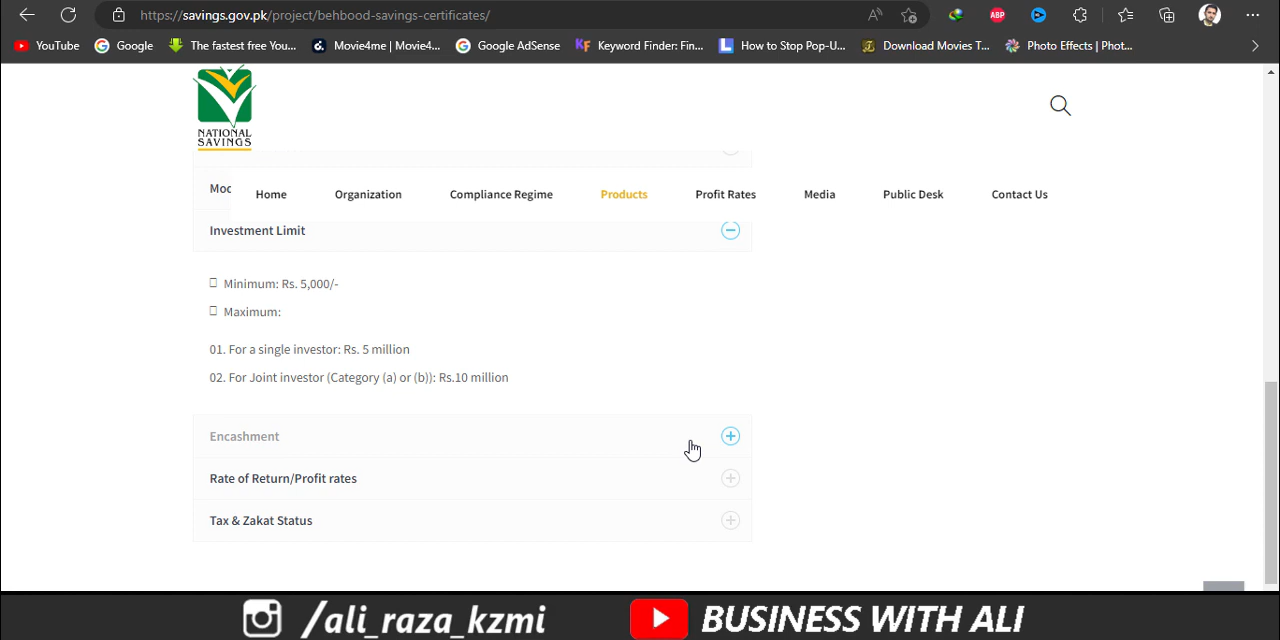 https://savings.gov.pk/project/behbood-savings-certificates/
A
ABP
YouTube
Google
The fastest free You...
Movie4me | Movie4...
Google AdSense
KF
Keyword Finder: Fin...
L
How to Stop Pop-U...
Download Movies T...
Photo Effects | Phot...
NATIONAL
SAVINGS
Moc
Home
Organization
Compliance Regime
Products
Profit Rates
Media
Public Desk
Contact Us
Investment Limit
Minimum: Rs. 5,000/-
Maximum:
01. For a single investor: Rs. 5 million
02. For Joint investor (Category (a) or (b)): Rs.10 million
Encashment
Rate of Return/Profit rates
Tax & Zakat Status
/ali_raza_kzmi
BUSINESS WITH ALI